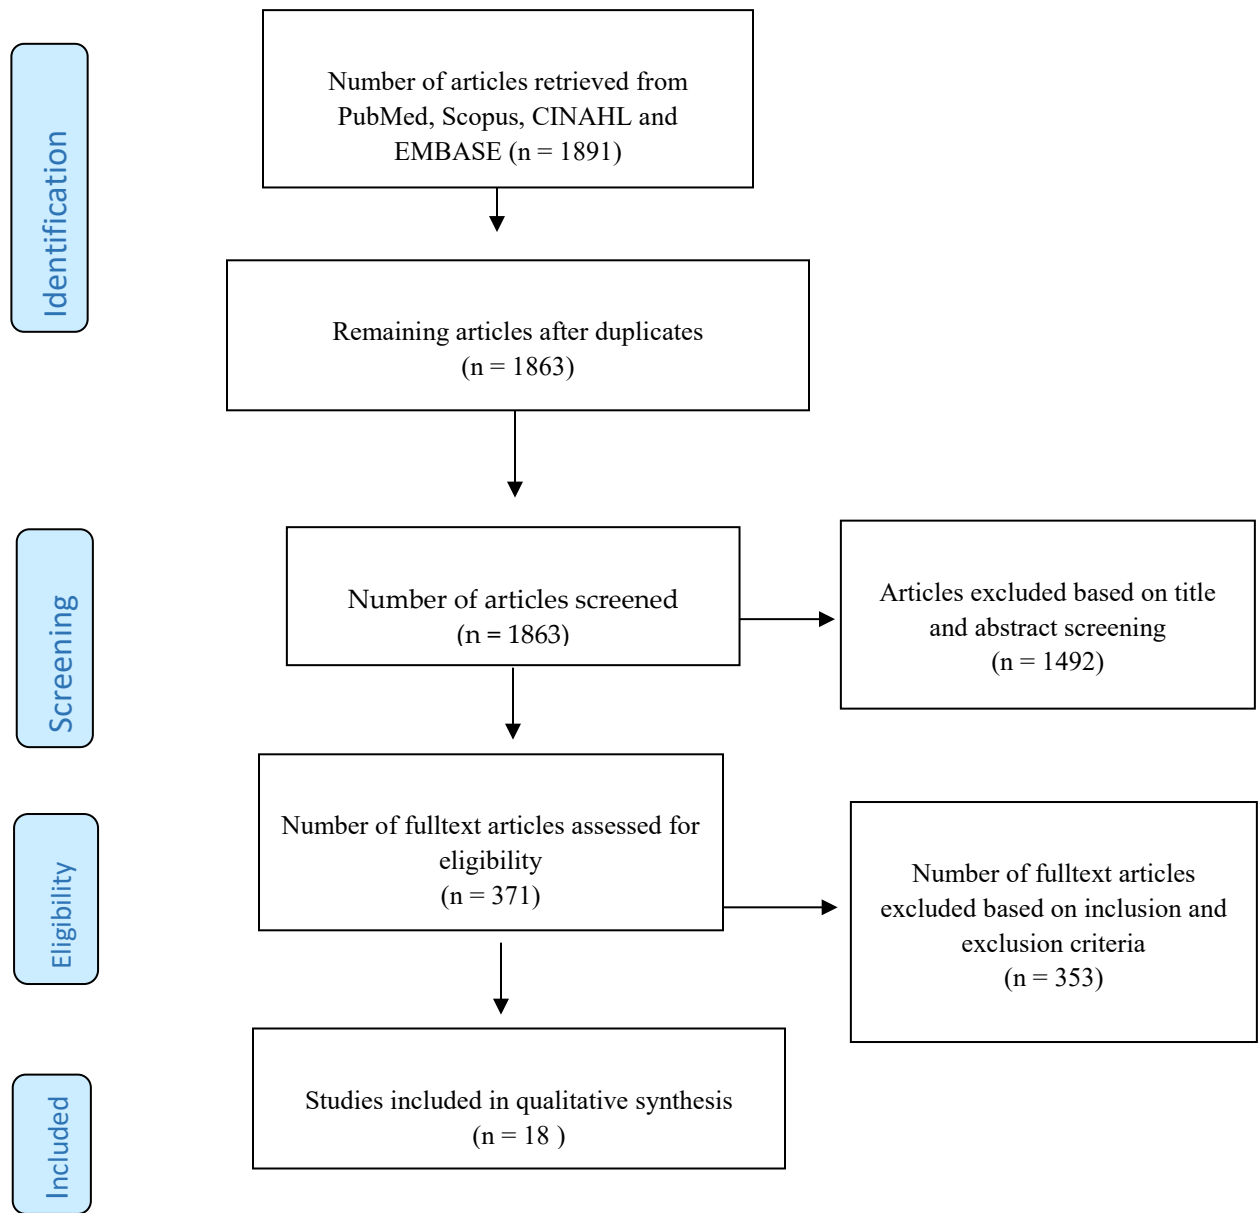 Identification
Number of articles retrieved from
PubMed, Scopus, CINAHL and
EMBASE (n = 1891)
Remaining articles after duplicates
(n = 1863)
Screening
Number of articles screened
(n = 1863)
Articles excluded based on title
and abstract screening
(n = 1492)
Eligibility
Number of fulltext articles assessed for
eligibility
(n = 371)
Number of fulltext articles
excluded based on inclusion and
exclusion criteria
(n = 353)
Included
Studies included in qualitative synthesis
(n = 18 )